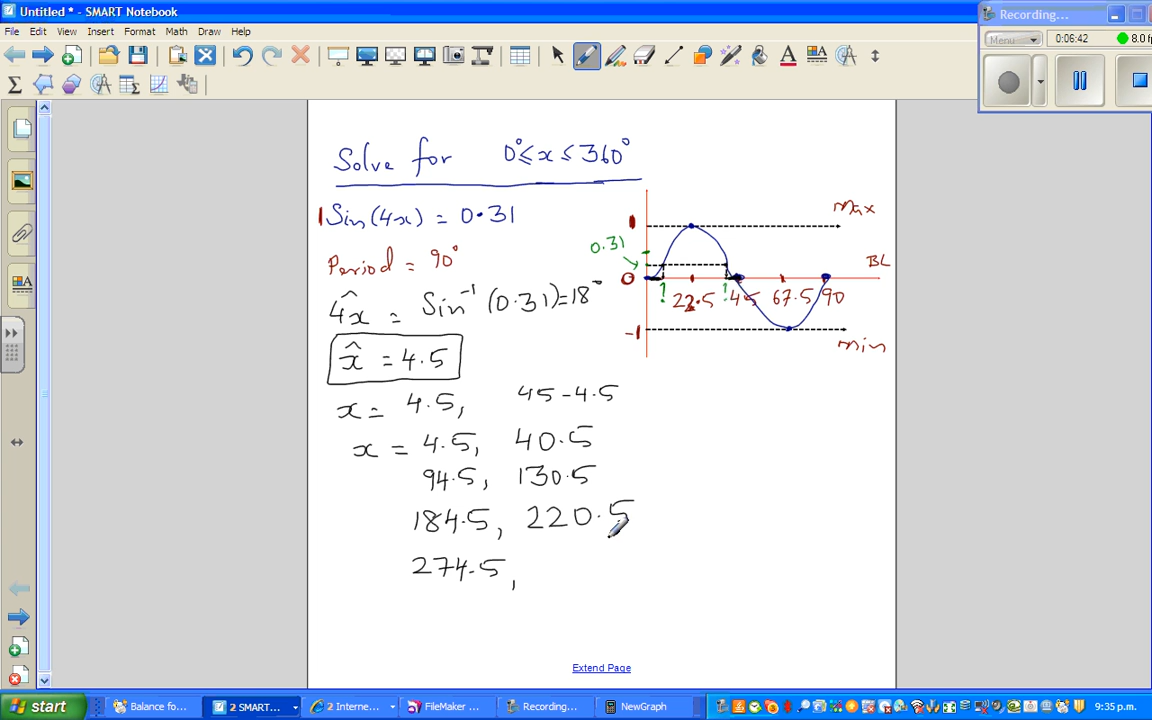 Untitled * - SMART Notebook
Recording...
File Edit View Insert Format Math Draw Help
Menu
0:06:42
8.0 f
Solve for 0°≤x≤360°
1Sin(4x) = 0.31
Period = 90°
4x̂ = Sin⁻¹ (0.31)=18°
x̂ = 4.5
x = 4.5, 45-4.5
x = 4.5, 40.5
94.5, 130.5
184.5, 220.5
274.5,
Max
1
0.31
BL
0
! 22.5 ! 45 67.5 90
-1
min
Extend Page
start
Balance fo...
2 SMART...
2 Interne...
FileMaker ...
Recording...
NewGraph
9:35 p.m.